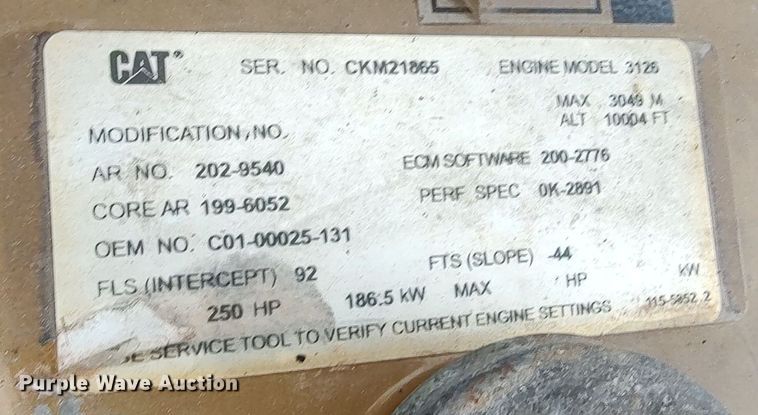 CAT® SER. NO. CKM21865 ENGINE MODEL 3126
MAX 3049 M
ALT 10004 FT
MODIFICATION NO.
AR NO. 202-9540 ECM SOFTWARE 200-2776
CORE AR 199-6052 PERF SPEC 0K-2891
OEM NO. C01-00025-131
FLS (INTERCEPT) 92 FTS (SLOPE) -44
250 HP 186.5 kW MAX HP kW
SERVICE TOOL TO VERIFY CURRENT ENGINE SETTINGS 115-5852 2
Purple Wave Auction